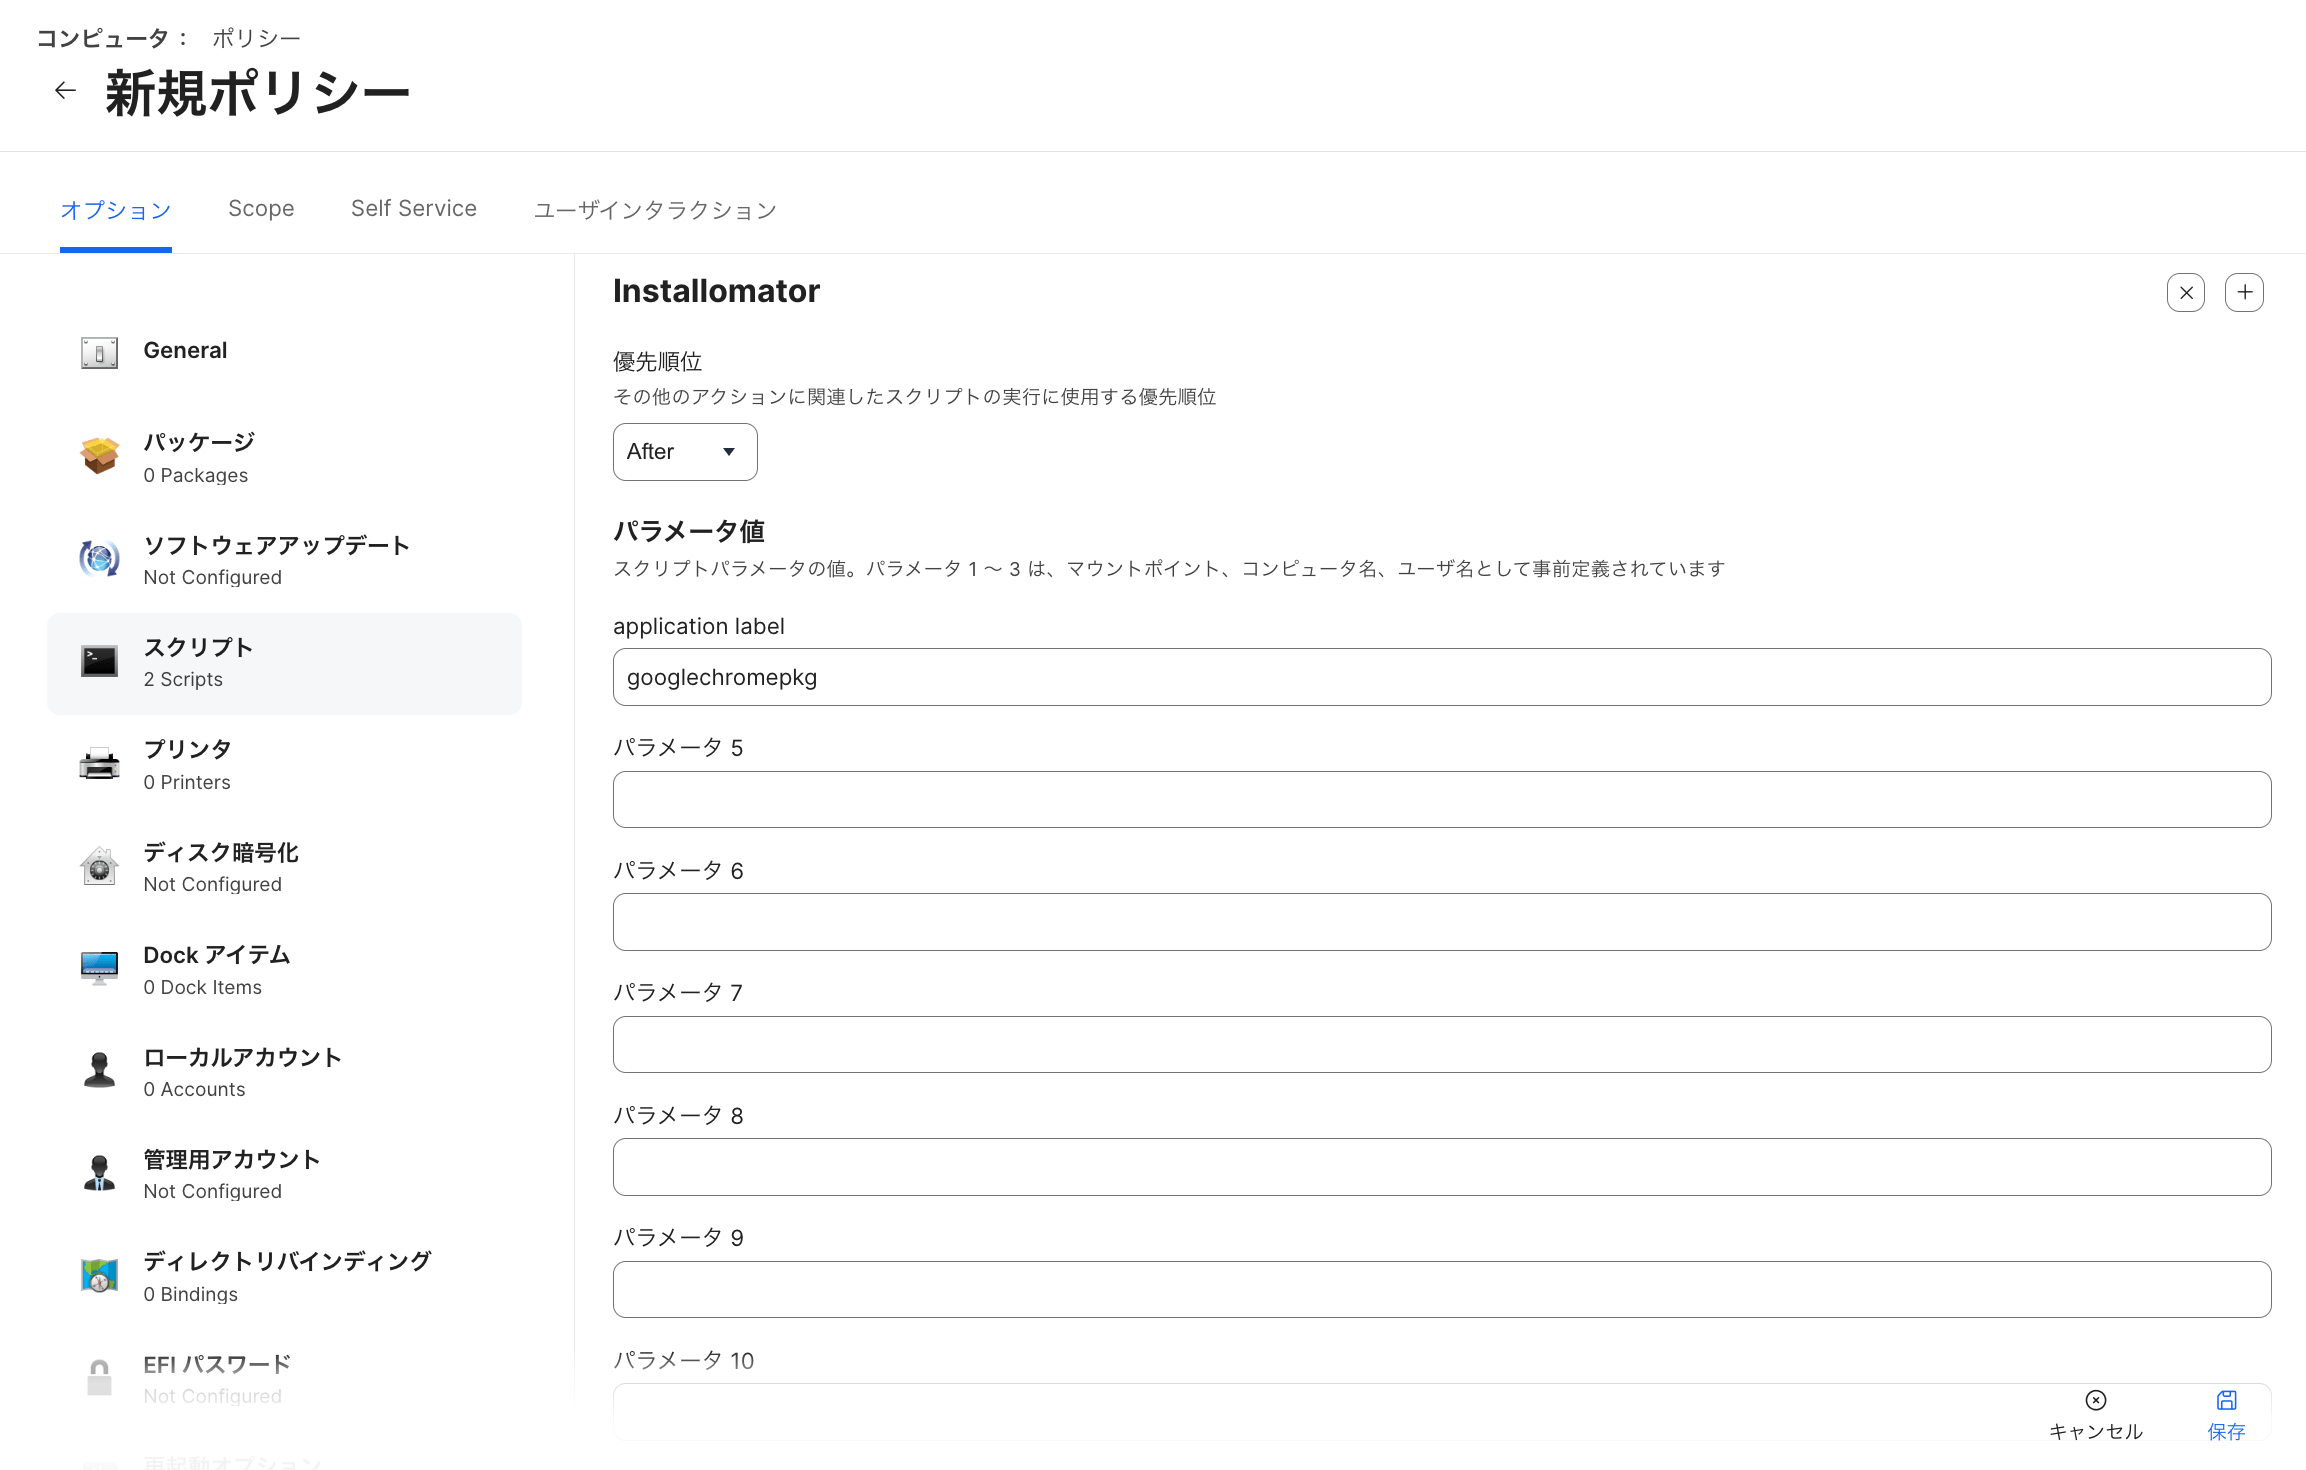 コンピュータ： ポリシー
← 新規ポリシー
オプション Scope Self Service ユーザインタラクション
General
パッケージ
0 Packages
ソフトウェアアップデート
Not Configured
スクリプト
2 Scripts
プリンタ
0 Printers
ディスク暗号化
Not Configured
Dock アイテム
0 Dock Items
ローカルアカウント
0 Accounts
管理用アカウント
Not Configured
ディレクトリバインディング
0 Bindings
EFI パスワード
Not Configured
再起動オプション
Installomator
優先順位
その他のアクションに関連したスクリプトの実行に使用する優先順位
After
パラメータ値
スクリプトパラメータの値。パラメータ 1 〜 3 は、マウントポイント、コンピュータ名、ユーザ名として事前定義されています
application label
googlechromepkg
パラメータ 5
パラメータ 6
パラメータ 7
パラメータ 8
パラメータ 9
パラメータ 10
キャンセル
保存